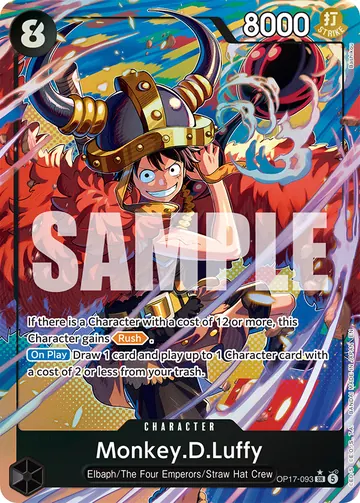 8
8000
打
STRIKE
SAMPLE
If there is a Character with a cost of 12 or more, this
Character gains Rush .
On Play Draw 1 card and play up to 1 Character card with
a cost of 2 or less from your trash.
CHARACTER
Monkey.D.Luffy
Elbaph/The Four Emperors/Straw Hat Crew
OP17-093 SR 5